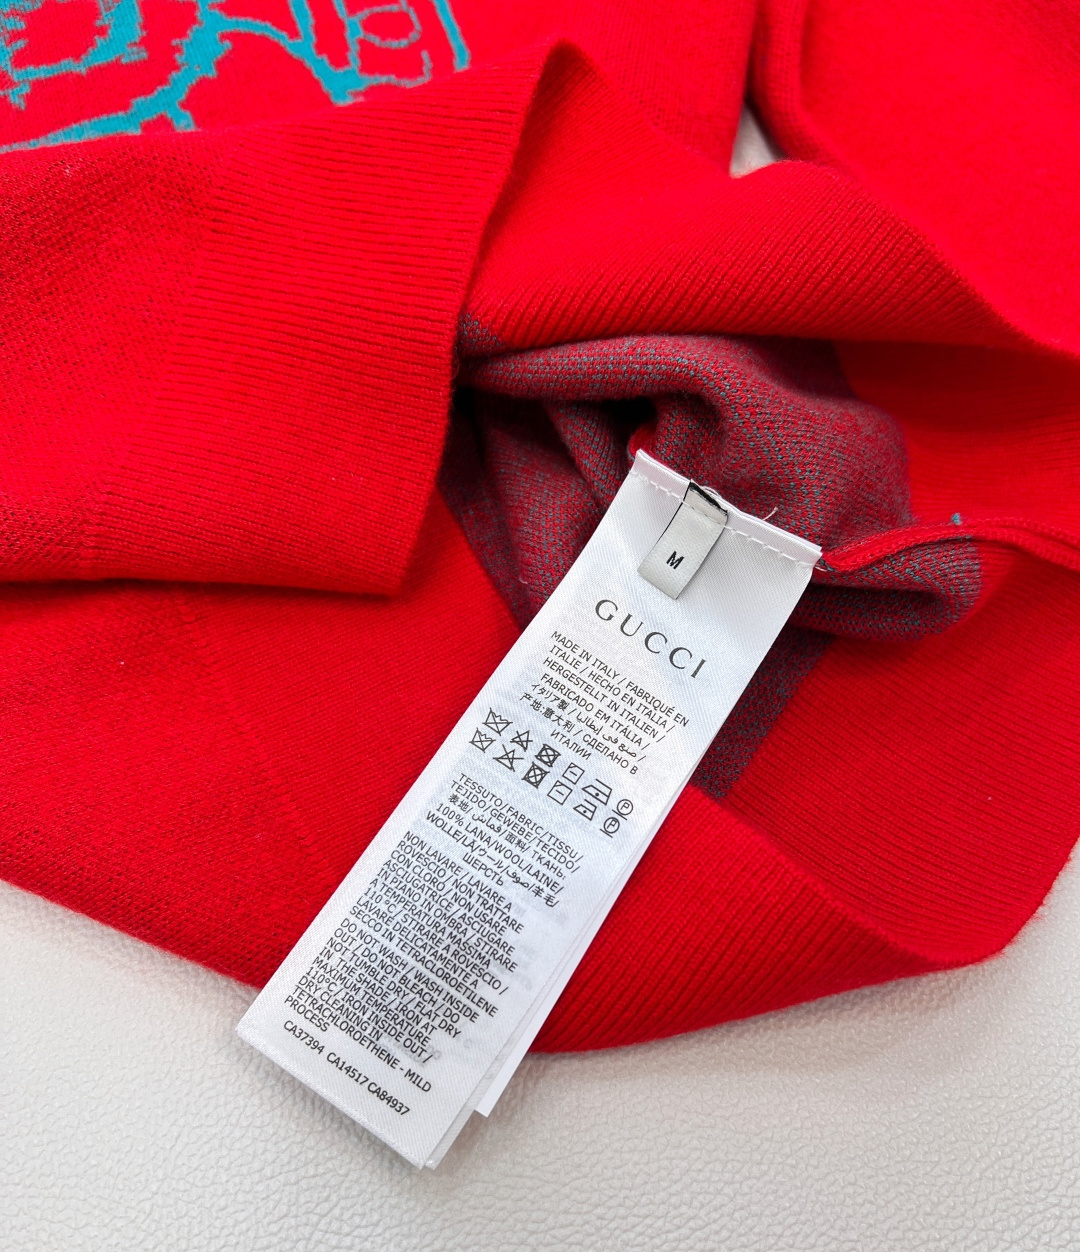 M
GUCCI
MADE IN ITALY / FABRIQUÉ EN
ITALIE / HECHO EN ITALIA /
HERGESTELLT IN ITALIEN /
FABRICADO EM ITÁLIA /
イタリア製 / صنع في إيطاليا /
产地:意大利 / СДЕЛАНО В
ИТАЛИИ
TESSUTO/FABRIC/TISSU/
TEJIDO/GEWEBE/TECIDO/
表地/قماش/面料/ТКАНЬ:
100% LANA/WOOL/LAINE/
WOLLE/LÃ/ウール/صوف/羊毛/
ШЕРСТЬ
NON LAVARE / LAVARE A
ROVESCIO / NON TRATTARE
CON CLORO / NON USARE
ASCIUGATRICE / ASCIUGARE
IN PIANO IN OMBRA / STIRARE
A TEMPERATURA MASSIMA
110°C / STIRARE A ROVESCIO /
LAVARE DELICATAMENTE A
SECCO IN TETRACLOROETILENE
DO NOT WASH / WASH INSIDE
OUT / DO NOT BLEACH / DO
NOT TUMBLE DRY / FLAT DRY
IN THE SHADE / IRON AT
MAXIMUM TEMPERATURE
110°C / IRON INSIDE OUT /
DRY CLEANING IN
TETRACHLOROETHENE - MILD
PROCESS
CA37394 CA14517 CA84937